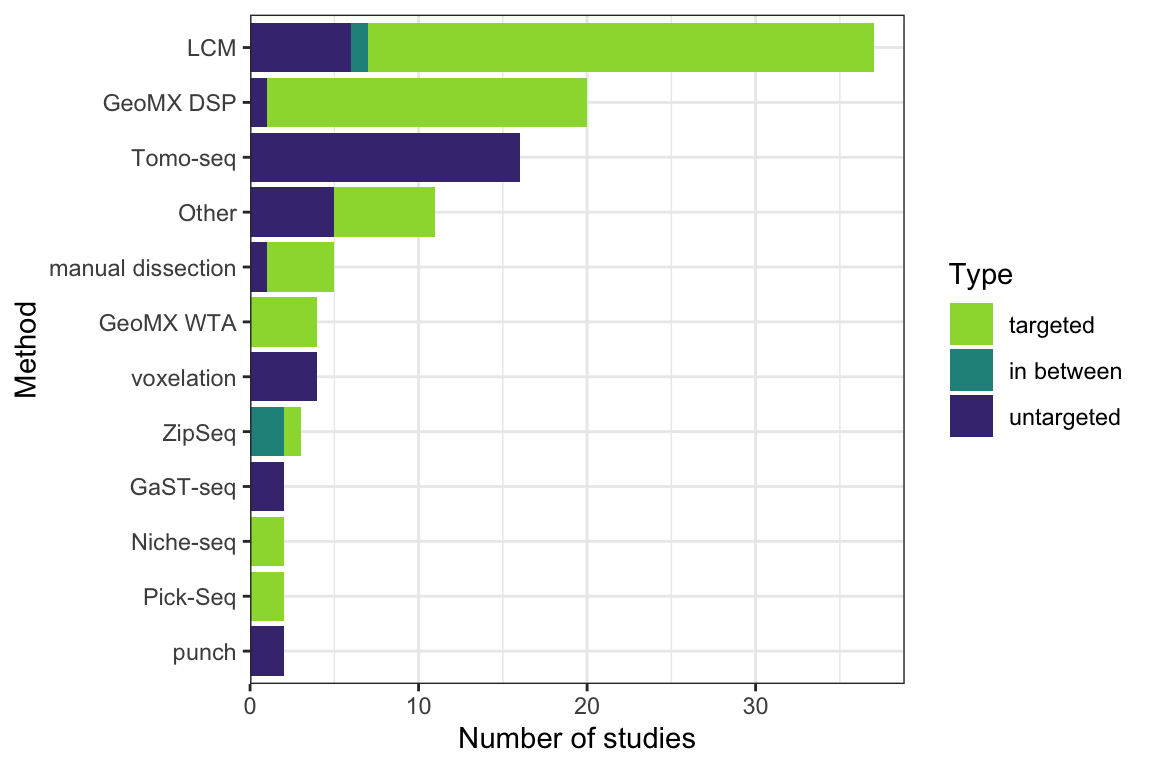 LCM
GeoMX DSP
Tomo-seq
Other
manual dissection
GeoMX WTA
voxelation
ZipSeq
GaST-seq
Niche-seq
Pick-Seq
punch
Method
0 10 20 30
Number of studies
Type
targeted
in between
untargeted